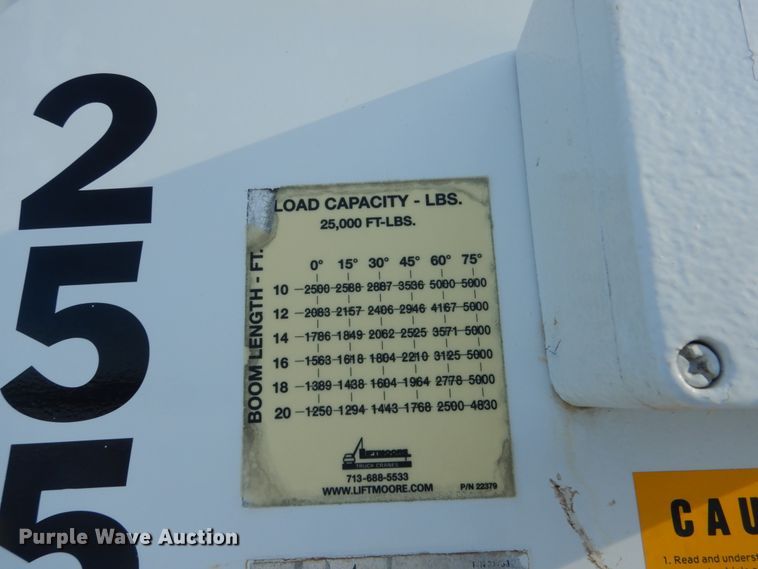 255
LOAD CAPACITY - LBS.
25,000 FT-LBS.
BOOM LENGTH - FT.
0° 15° 30° 45° 60° 75°
10 2500 2588 2887 3536 5000 5000
12 2083 2157 2406 2946 4167 5000
14 1786 1849 2062 2525 3571 5000
16 1563 1618 1804 2210 3125 5000
18 1389 1438 1604 1964 2778 5000
20 1250 1294 1443 1768 2500 4830
LIFTMOORE
TRUCK CRANES
713-688-5533
WWW.LIFTMOORE.COM P/N 22379
CAU
1. Read and underst
Purple Wave Auction